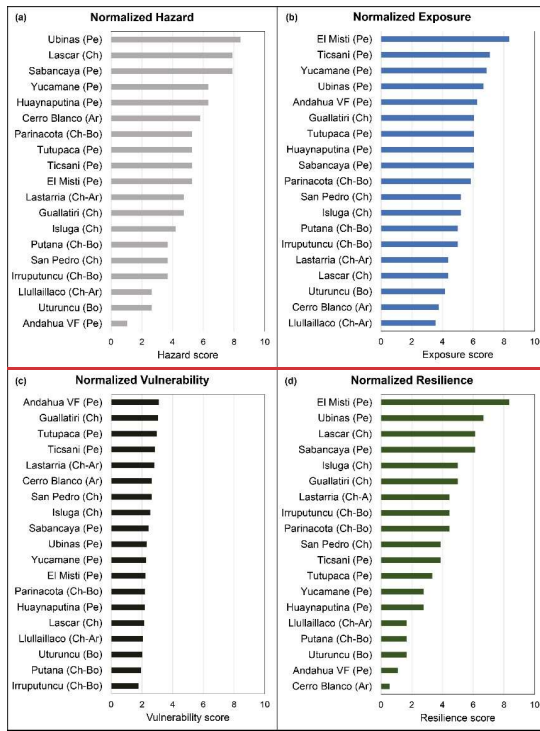 (a) Normalized Hazard
Ubinas (Pe)
Lascar (Ch)
Sabancaya (Pe)
Yucamane (Pe)
Huaynaputina (Pe)
Cerro Blanco (Ar)
Parinacota (Ch-Bo)
Tutupaca (Pe)
Ticsani (Pe)
El Misti (Pe)
Lastarria (Ch-Ar)
Guallatiri (Ch)
Isluga (Ch)
Putana (Ch-Bo)
San Pedro (Ch)
Irruputuncu (Ch-Bo)
Llullaillaco (Ch-Ar)
Uturuncu (Bo)
Andahua VF (Pe)
0 2 4 6 8 10
Hazard score
(b) Normalized Exposure
El Misti (Pe)
Ticsani (Pe)
Yucamane (Pe)
Ubinas (Pe)
Andahua VF (Pe)
Guallatiri (Ch)
Tutupaca (Pe)
Huaynaputina (Pe)
Sabancaya (Pe)
Parinacota (Ch-Bo)
San Pedro (Ch)
Isluga (Ch)
Putana (Ch-Bo)
Irruputuncu (Ch-Bo)
Lastarria (Ch-Ar)
Lascar (Ch)
Uturuncu (Bo)
Cerro Blanco (Ar)
Llullaillaco (Ch-Ar)
0 2 4 6 8 10
Exposure score
(c) Normalized Vulnerability
Andahua VF (Pe)
Guallatiri (Ch)
Tutupaca (Pe)
Ticsani (Pe)
Lastarria (Ch-Ar)
Cerro Blanco (Ar)
San Pedro (Ch)
Isluga (Ch)
Sabancaya (Pe)
Ubinas (Pe)
Yucamane (Pe)
El Misti (Pe)
Parinacota (Ch-Bo)
Huaynaputina (Pe)
Lascar (Ch)
Llullaillaco (Ch-Ar)
Uturuncu (Bo)
Putana (Ch-Bo)
Irruputuncu (Ch-Bo)
0 2 4 6 8 10
Vulnerability score
(d) Normalized Resilience
El Misti (Pe)
Ubinas (Pe)
Lascar (Ch)
Sabancaya (Pe)
Isluga (Ch)
Guallatiri (Ch)
Lastarria (Ch-A)
Irruputuncu (Ch-Bo)
Parinacota (Ch-Bo)
San Pedro (Ch)
Ticsani (Pe)
Tutupaca (Pe)
Yucamane (Pe)
Huaynaputina (Pe)
Llullaillaco (Ch-Ar)
Putana (Ch-Bo)
Uturuncu (Bo)
Andahua VF (Pe)
Cerro Blanco (Ar)
0 2 4 6 8 10
Resilience score